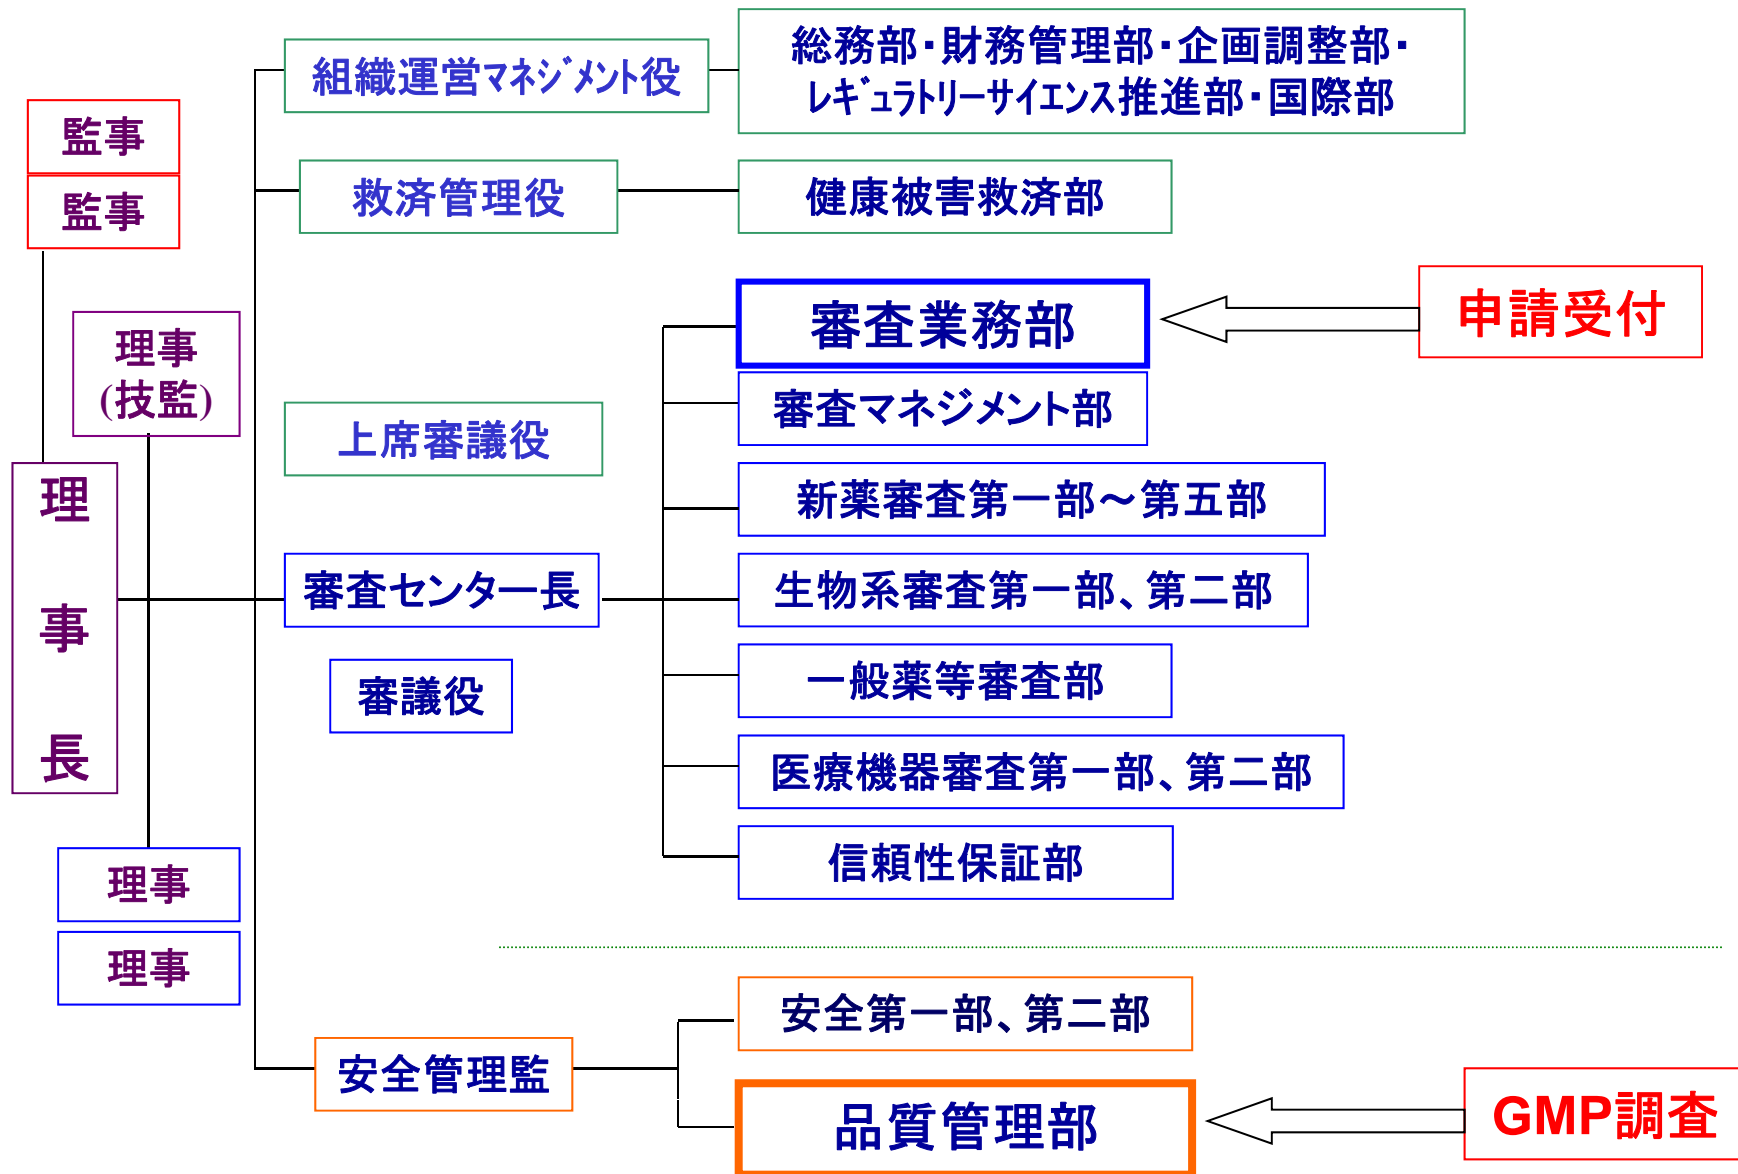 組織運営マネジメント役
総務部・財務管理部・企画調整部・
レギュラトリーサイエンス推進部・国際部
監事
監事
救済管理役
健康被害救済部
審査業務部
申請受付
理事
(技監)
審査マネジメント部
上席審議役
理事長
新薬審査第一部～第五部
審査センター長
生物系審査第一部、第二部
審議役
一般薬等審査部
医療機器審査第一部、第二部
理事
信頼性保証部
理事
安全第一部、第二部
安全管理監
品質管理部
GMP調査